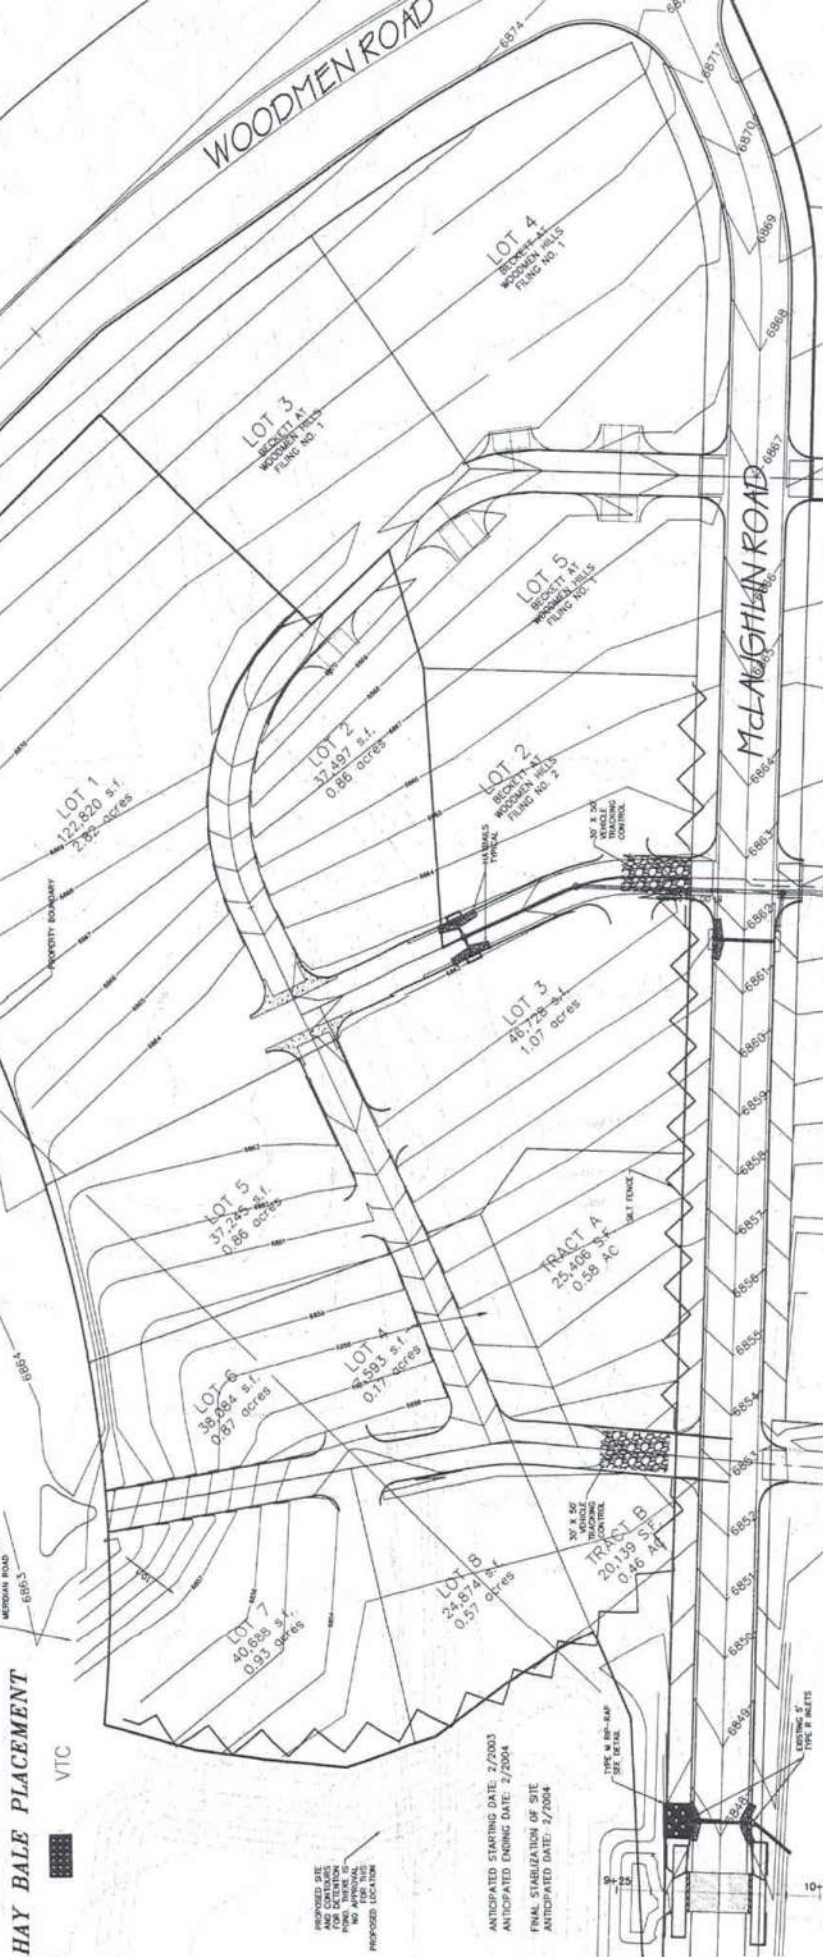 WOODMEN ROAD
6874
6871
6870
6869
6868
6867
LOT 4
BECKETT AT
WOODMEN HILLS
FILING NO. 1
LOT 3
BECKETT AT
WOODMEN HILLS
FILING NO. 1
LOT 5
BECKETT AT
WOODMEN HILLS
FILING NO. 1
McLAUGHLIN ROAD
6866
6865
6864
6863
6862
6861
6860
6859
6858
6857
6856
6855
6854
6863
6852
6851
6850
6849
6848
LOT 1
122,820 s.f.
2.82 acres
PROPERTY BOUNDARY
LOT 2
37,497 s.f.
0.86 acres
LOT 2
BECKETT AT
WOODMEN HILLS
FILING NO. 2
HAYBAILS
TYPICAL
30' X 50'
VEHICLE
TRACKING
CONTROL
LOT 3
46,728 s.f.
1.07 acres
LOT 5
37,245 s.f.
0.86 acres
SILT FENCE
TRACT A
25,406 S.F.
0.58 AC
LOT 4
0.17 acres
LOT 6
38,084 s.f.
0.87 acres
6864
MERIDIAN ROAD
6863
30' X 50'
VEHICLE
TRACKING
CONTROL
TRACT B
20,139 S.F.
0.46 AC
LOT 8
24,874 s.f.
0.57 acres
LOT 7
40,688 s.f.
0.93 acres
HAY BALE PLACEMENT
VTC
PROPOSED SITE
AND CONTOURS
FOR DETENTION
POND. THERE IS
NO APPROVAL
FOR THIS
PROPOSED LOCATION
ANTICIPATED STARTING DATE: 2/2003
ANTICIPATED ENDING DATE: 2/2004
FINAL STABLIZATION OF SITE
ANTICIPATED DATE: 2/2004
TYPE M RIP-RAP
SEE DETAIL
EXISTING 5'
TYPE R INLETS
9+25
10+